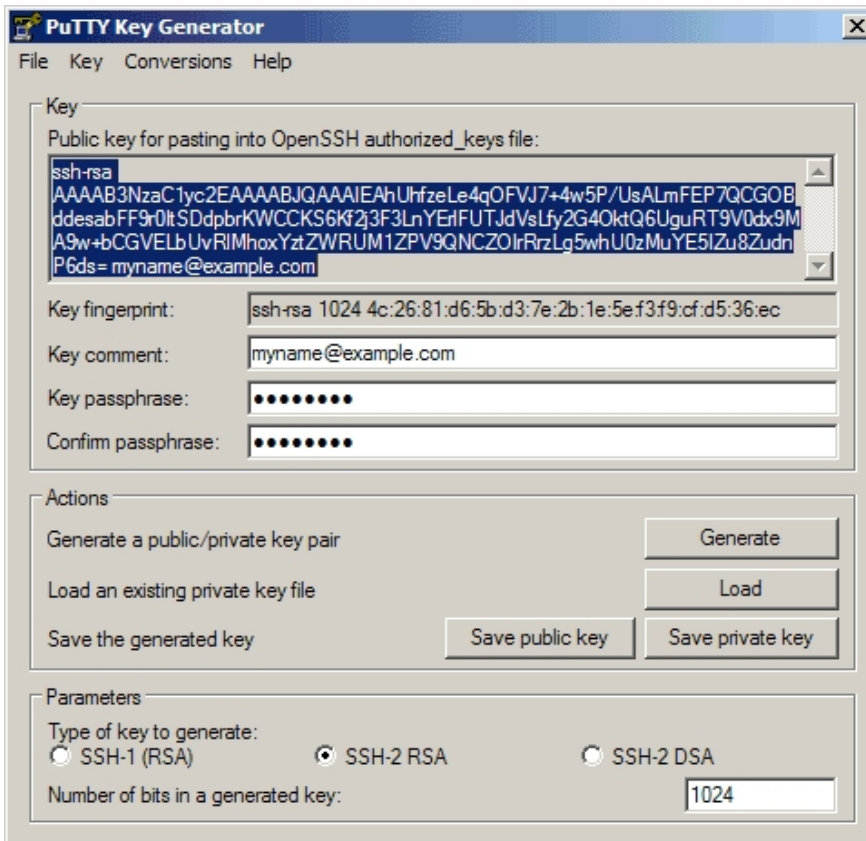 PuTTY Key Generator
File Key Conversions Help
Key
Public key for pasting into OpenSSH authorized_keys file:
ssh-rsa
AAAAB3NzaC1yc2EAAAABJQAAAIEAhUhfzeLe4qOFVJ7+4w5P/UsALmFEP7QCGOB
ddesabFF9r0ItSDdpbrKWCCKS6Kf2j3F3LnYErlFUTJdVsLfy2G4OktQ6UguRT9V0dx9M
A9w+bCGVELbUvRlMhoxYztZWRUM1ZPV9QNCZOlrRrzLg5whU0zMuYE5IZu8Zudn
P6ds= myname@example.com
Key fingerprint: ssh-rsa 1024 4c:26:81:d6:5b:d3:7e:2b:1e:5e:f3:f9:cf:d5:36:ec
Key comment: myname@example.com
Key passphrase: ●●●●●●●●
Confirm passphrase: ●●●●●●●●
Actions
Generate a public/private key pair Generate
Load an existing private key file Load
Save the generated key Save public key Save private key
Parameters
Type of key to generate:
SSH-1 (RSA) SSH-2 RSA SSH-2 DSA
Number of bits in a generated key: 1024